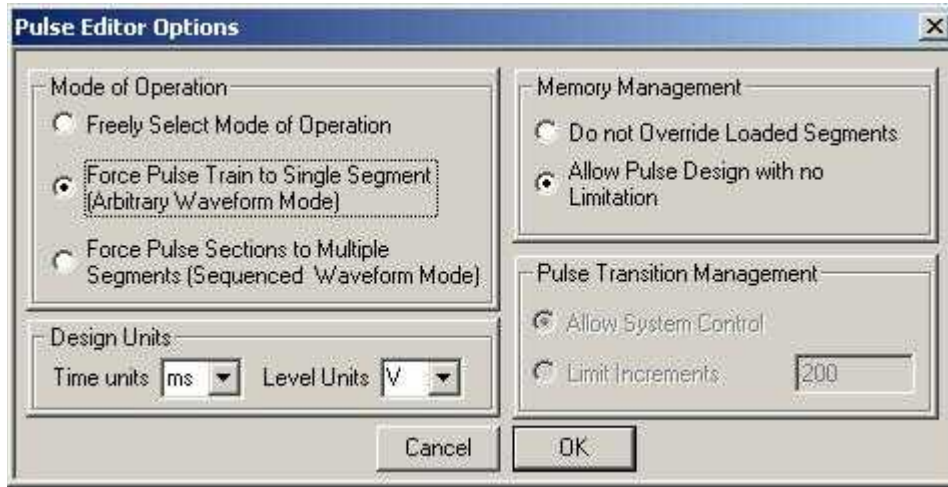 Pulse Editor Options
Mode of Operation
Freely Select Mode of Operation
Force Pulse Train to Single Segment
(Arbitrary Waveform Mode)
Force Pulse Sections to Multiple
Segments (Sequenced Waveform Mode)
Design Units
Time units ms Level Units V
Memory Management
Do not Override Loaded Segments
Allow Pulse Design with no
Limitation
Pulse Transition Management
Allow System Control
Limit Increments 200
Cancel OK